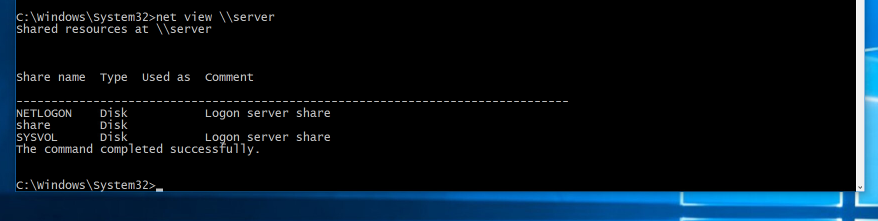 C:\Windows\System32>net view \\server
Shared resources at \\server
Share name  Type  Used as  Comment
-------------------------------------------------------------------------------
NETLOGON    Disk           Logon server share
share       Disk
SYSVOL      Disk           Logon server share
The command completed successfully.
C:\Windows\System32>